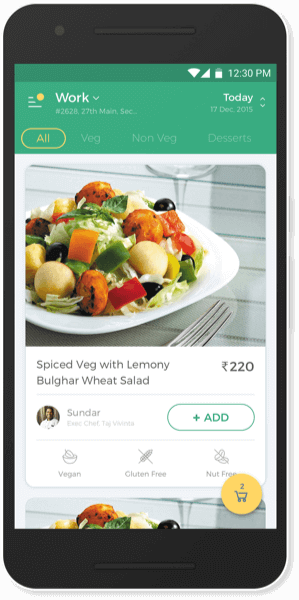 12:30 PM
Work
Today
#2628, 27th Main, Sec...
17 Dec, 2015
All Veg Non Veg Desserts
Spiced Veg with Lemony
Bulghar Wheat Salad
₹220
Sundar
Exec Chef, Taj Vivinta
+ ADD
Vegan Gluten Free Nut Free
2